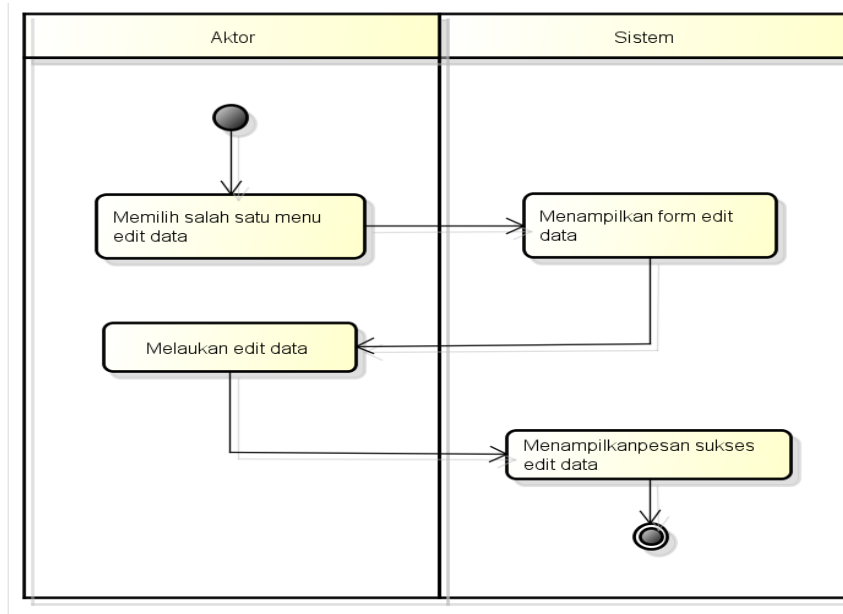 Aktor
Sistem
Memilih salah satu menu
edit data
Menampilkan form edit
data
Melaukan edit data
Menampilkanpesan sukses
edit data